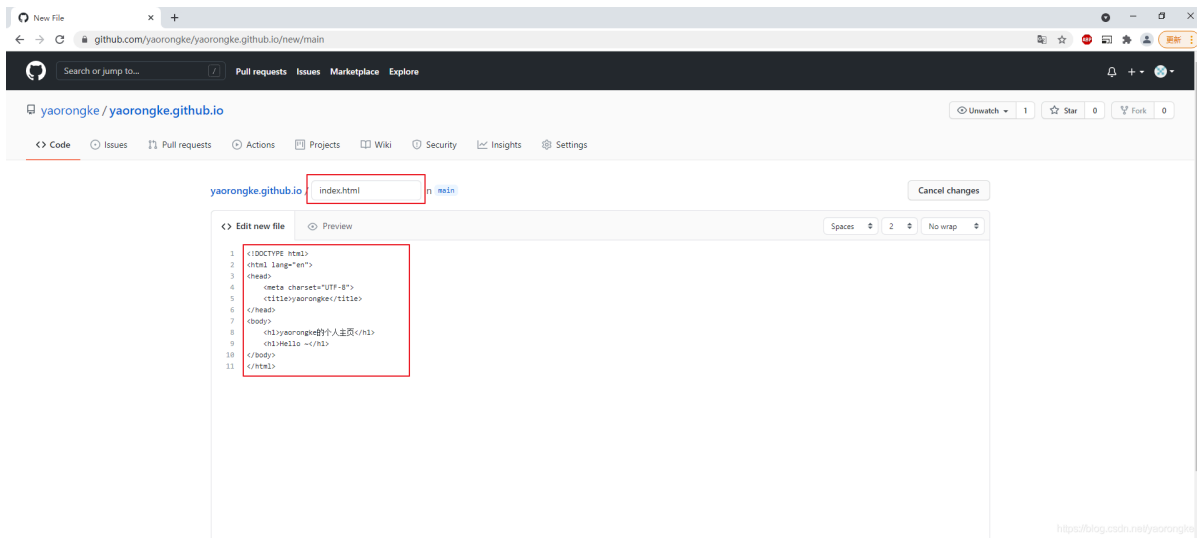 New File
github.com/yaorongke/yaorongke.github.io/new/main
更新
Search or jump to...
/
Pull requests Issues Marketplace Explore
yaorongke / yaorongke.github.io
Unwatch 1 Star 0 Fork 0
Code Issues Pull requests Actions Projects Wiki Security Insights Settings
yaorongke.github.io / index.html in main Cancel changes
Edit new file Preview Spaces 2 No wrap
1 <!DOCTYPE html>
2 <html lang="en">
3 <head>
4 <meta charset="UTF-8">
5 <title>yaorongke</title>
6 </head>
7 <body>
8 <h1>yaorongke的个人主页</h1>
9 <h1>Hello ~</h1>
10 </body>
11 </html>
https://blog.csdn.net/yaorongke